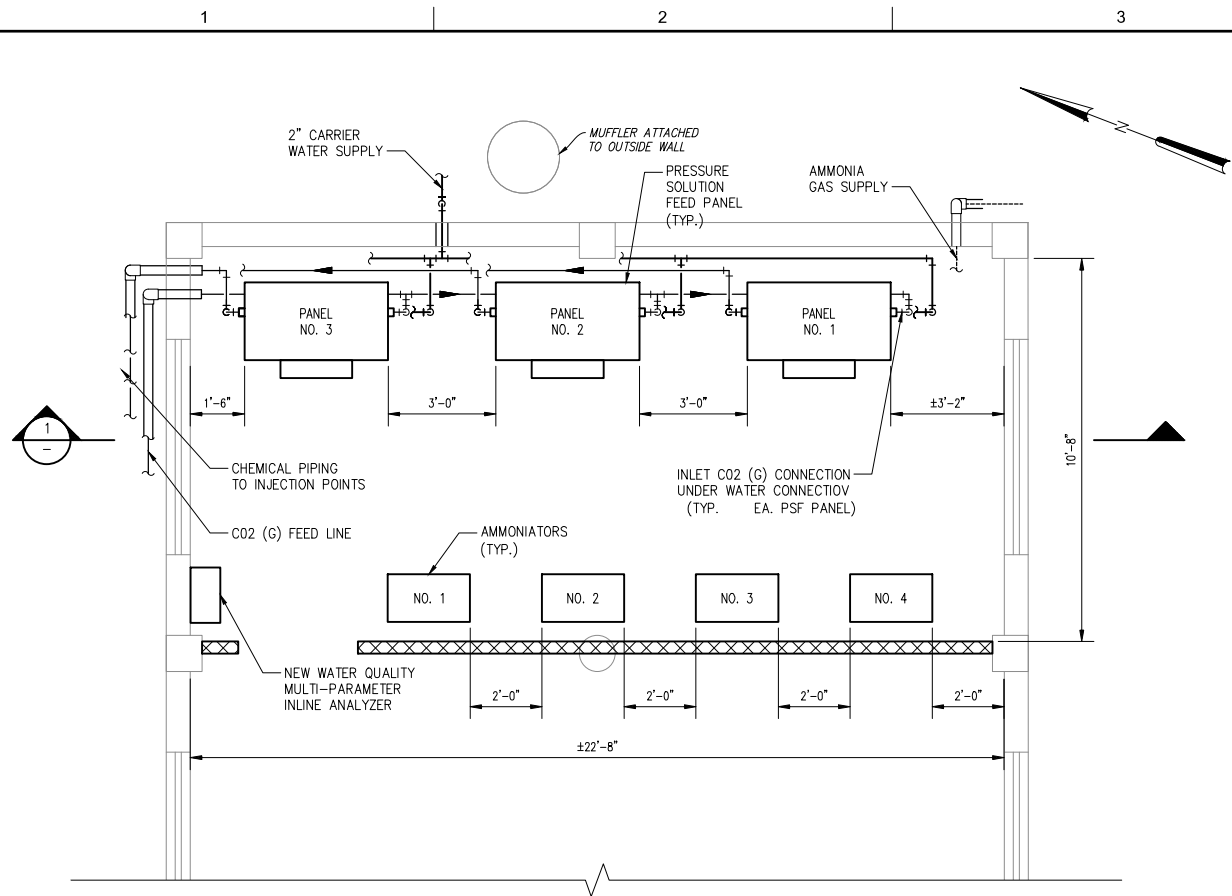 1
2
3
2" CARRIER
WATER SUPPLY
MUFFLER ATTACHED
TO OUTSIDE WALL
PRESSURE
SOLUTION
FEED PANEL
(TYP.)
AMMONIA
GAS SUPPLY
N
PANEL
NO. 3
PANEL
NO. 2
PANEL
NO. 1
1'-6"
3'-0"
3'-0"
±3'-2"
10'-8"
1
-
CHEMICAL PIPING
TO INJECTION POINTS
C02 (G) FEED LINE
INLET C02 (G) CONNECTION
UNDER WATER CONNECTIOV
(TYP. EA. PSF PANEL)
AMMONIATORS
(TYP.)
NO. 1
NO. 2
NO. 3
NO. 4
NEW WATER QUALITY
MULTI-PARAMETER
INLINE ANALYZER
2'-0"
2'-0"
2'-0"
2'-0"
±22'-8"